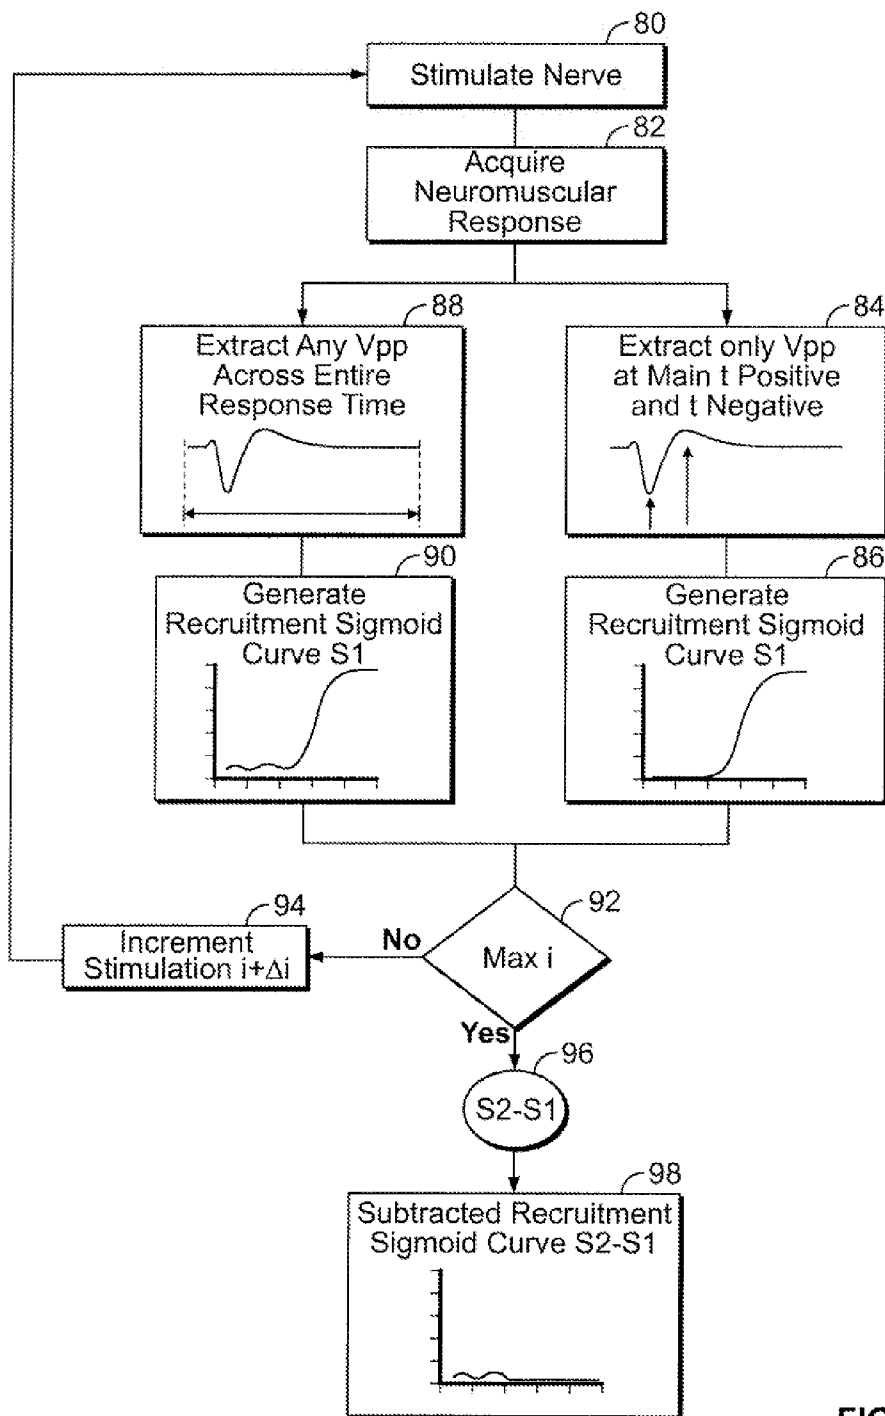 80
Stimulate Nerve
82
Acquire
Neuromuscular
Response
88
Extract Any Vpp
Across Entire
Response Time
84
Extract only Vpp
at Main t Positive
and t Negative
90
Generate
Recruitment Sigmoid
Curve S1
86
Generate
Recruitment Sigmoid
Curve S1
92
Max i
No
94
Increment
Stimulation i+Δi
Yes
96
S2-S1
98
Subtracted Recruitment
Sigmoid Curve S2-S1
FIG